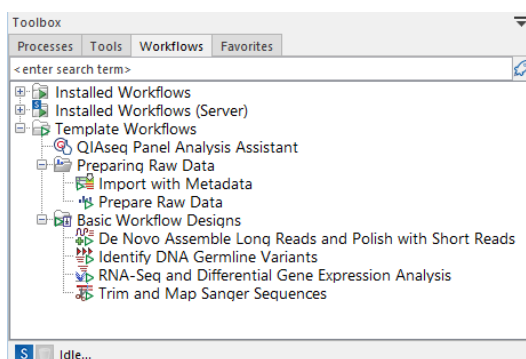 Toolbox
Processes Tools Workflows Favorites
<enter search term>
Installed Workflows
S Installed Workflows (Server)
Template Workflows
QIAseq Panel Analysis Assistant
Preparing Raw Data
Import with Metadata
Prepare Raw Data
Basic Workflow Designs
De Novo Assemble Long Reads and Polish with Short Reads
Identify DNA Germline Variants
RNA-Seq and Differential Gene Expression Analysis
Trim and Map Sanger Sequences
S Idle...